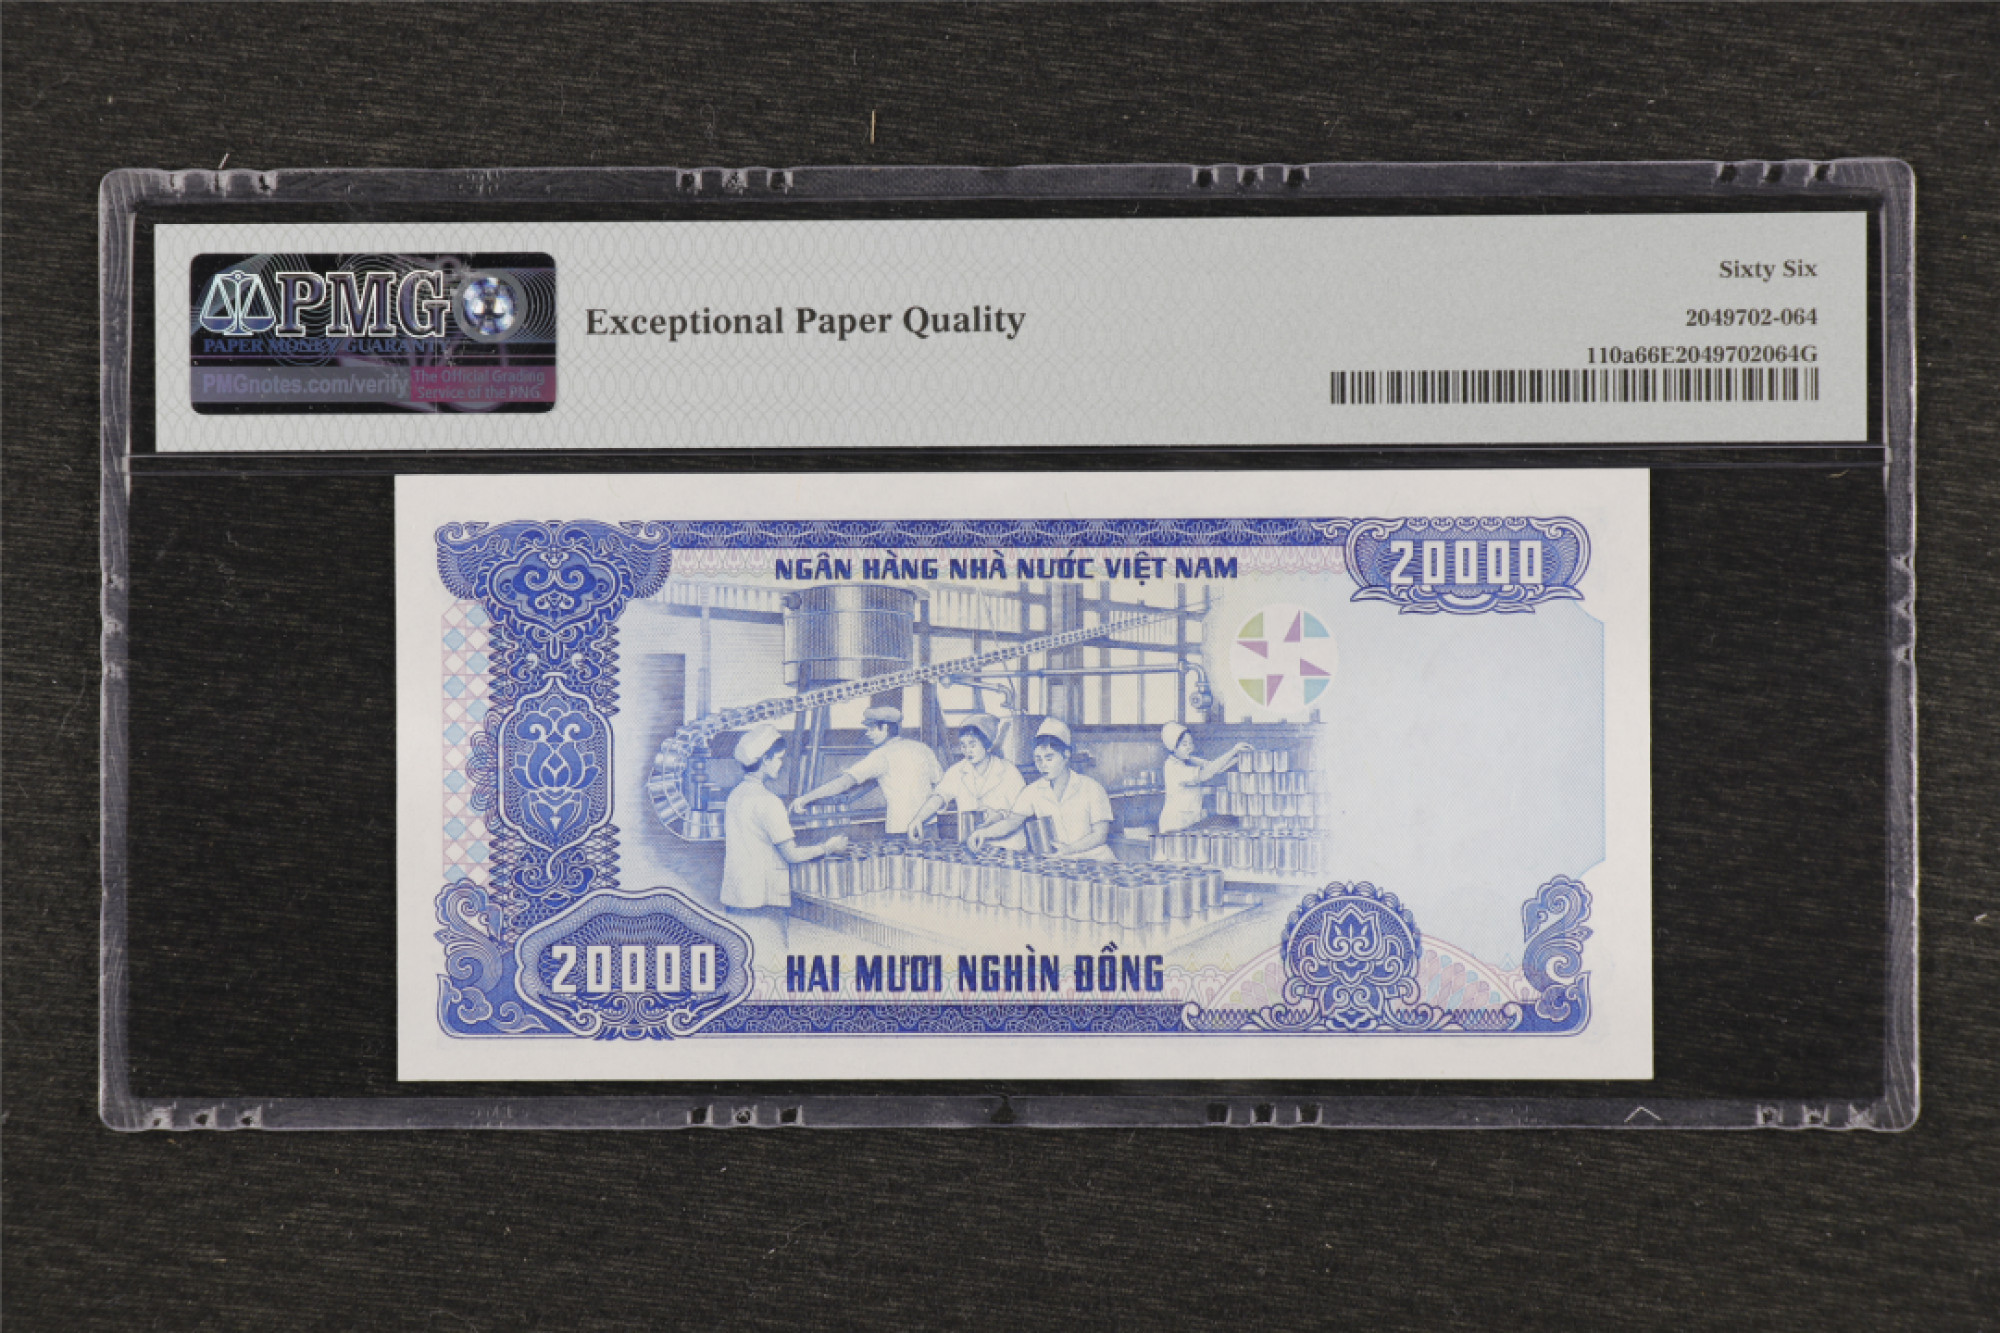 PMG
PAPER MONEY GUARANTY
PMGnotes.com/verify
The Official Grading
Service of the PNG
Exceptional Paper Quality
Sixty Six
2049702-064
110a66E2049702064G
NGÂN HÀNG NHÀ NƯỚC VIỆT NAM
20000
20000
HAI MƯƠI NGHÌN ĐỒNG